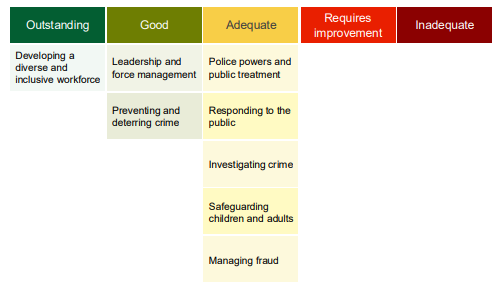 Outstanding
Good
Adequate
Requires
improvement
Inadequate
Developing a
diverse and
inclusive workforce
Leadership and
force management
Police powers and
public treatment
Preventing and
deterring crime
Responding to the
public
Investigating crime
Safeguarding
children and adults
Managing fraud